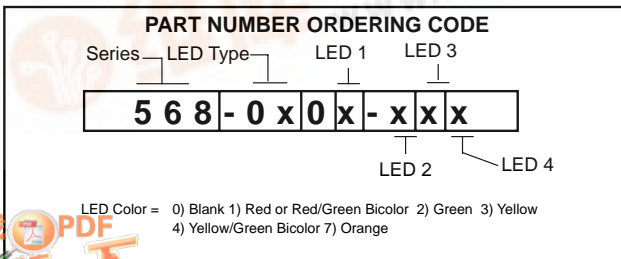 PART NUMBER ORDERING CODE
Series LED Type LED 1 LED 3
5 6 8 - 0 x 0 x - x x x
LED 2 LED 4
LED Color = 0) Blank 1) Red or Red/Green Bicolor 2) Green 3) Yellow
4) Yellow/Green Bicolor 7) Orange
PDF